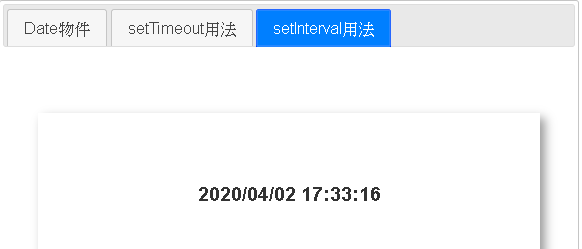 Date物件 setTimeout用法 setInterval用法
2020/04/02 17:33:16